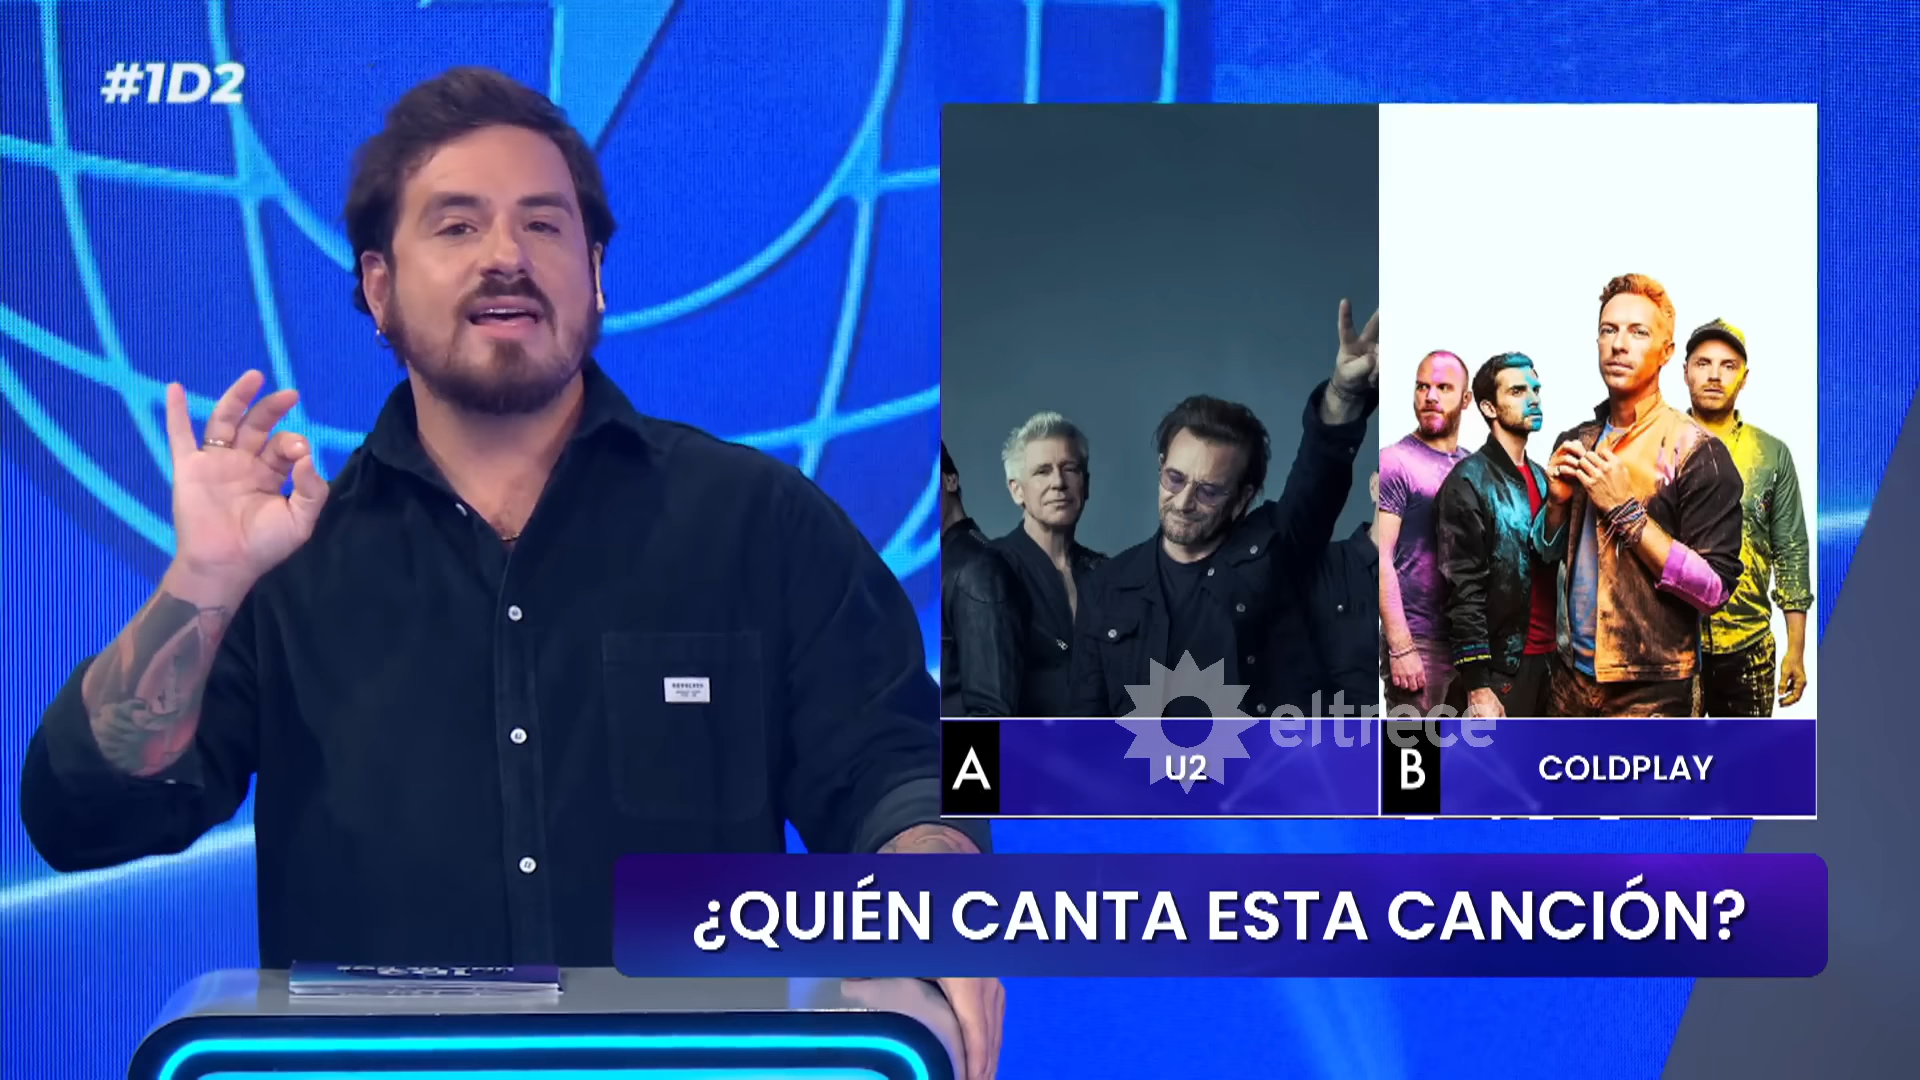 #1D2
eltrece
A
U2
B
COLDPLAY
¿QUIÉN CANTA ESTA CANCIÓN?